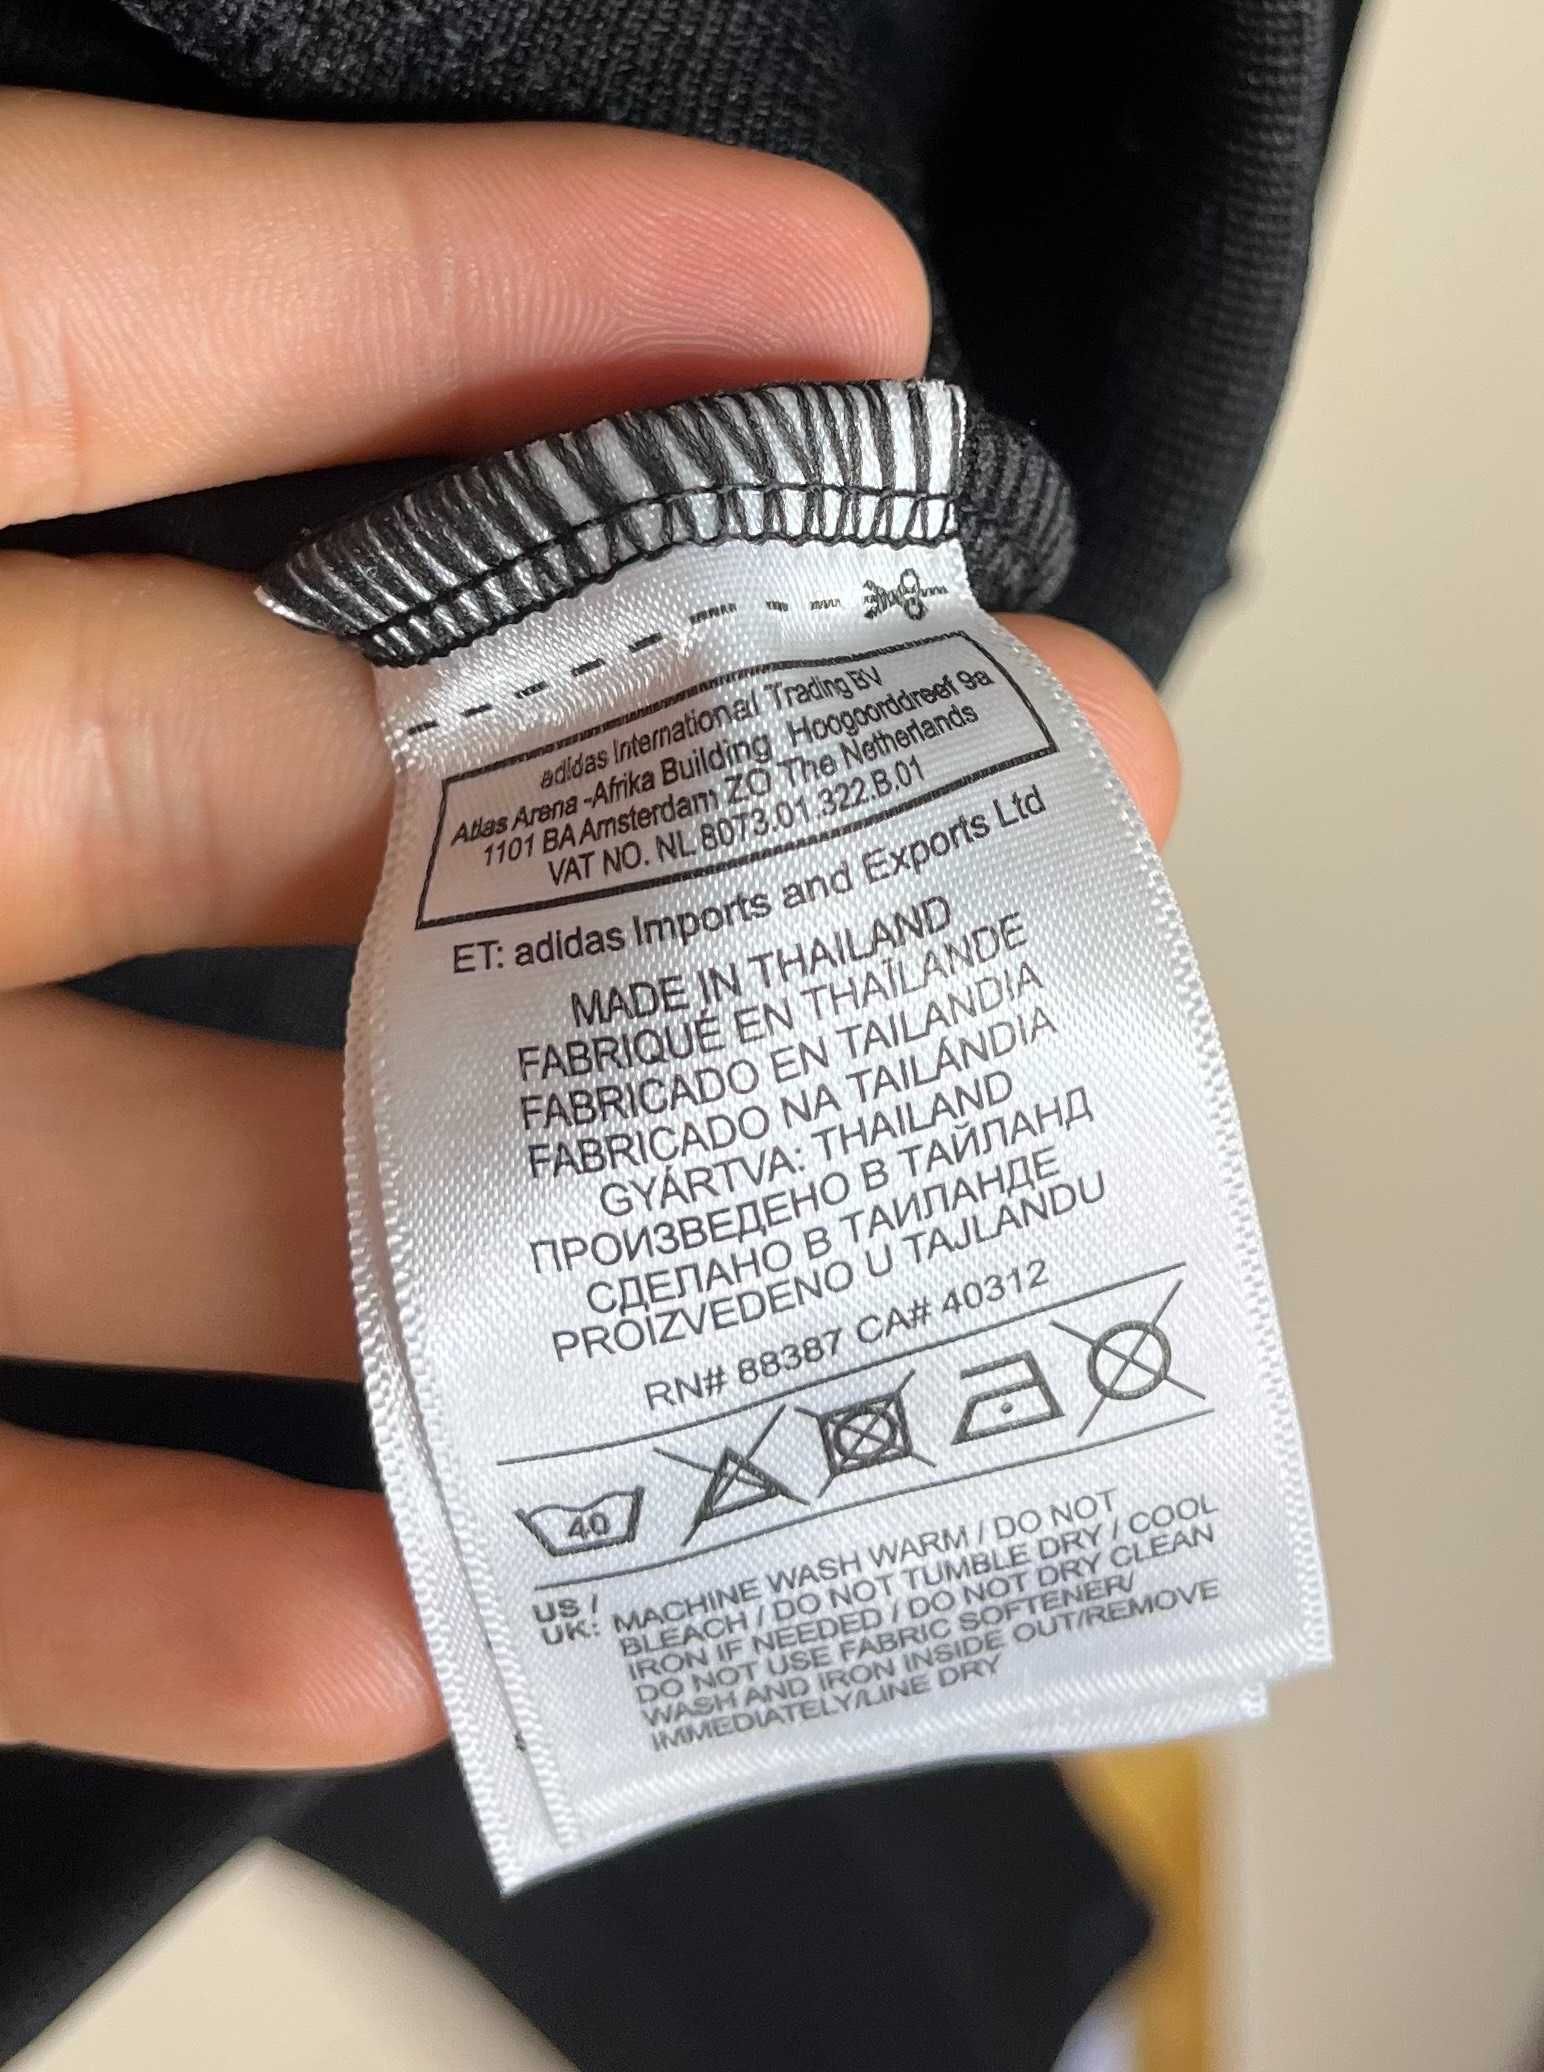 adidas International Trading BV
Atlas Arena -Afrika Building Hoogoorddreef 9a
1101 BA Amsterdam ZO The Netherlands
VAT NO. NL 8073.01.322.B.01
ET: adidas Imports and Exports Ltd
MADE IN THAILAND
FABRIQUÉ EN THAÏLANDE
FABRICADO EN TAILANDIA
FABRICADO NA TAILÁNDIA
GYÁRTVA: THAILAND
ПРОИЗВЕДЕНО В ТАЙЛАНД
СДЕЛАНО В ТАИЛАНДЕ
PROIZVEDENO U TAJLANDU
RN# 88387 CA# 40312
40
US / UK: MACHINE WASH WARM / DO NOT
BLEACH / DO NOT TUMBLE DRY / COOL
IRON IF NEEDED / DO NOT DRY CLEAN
DO NOT USE FABRIC SOFTENER/
WASH AND IRON INSIDE OUT/REMOVE
IMMEDIATELY/LINE DRY